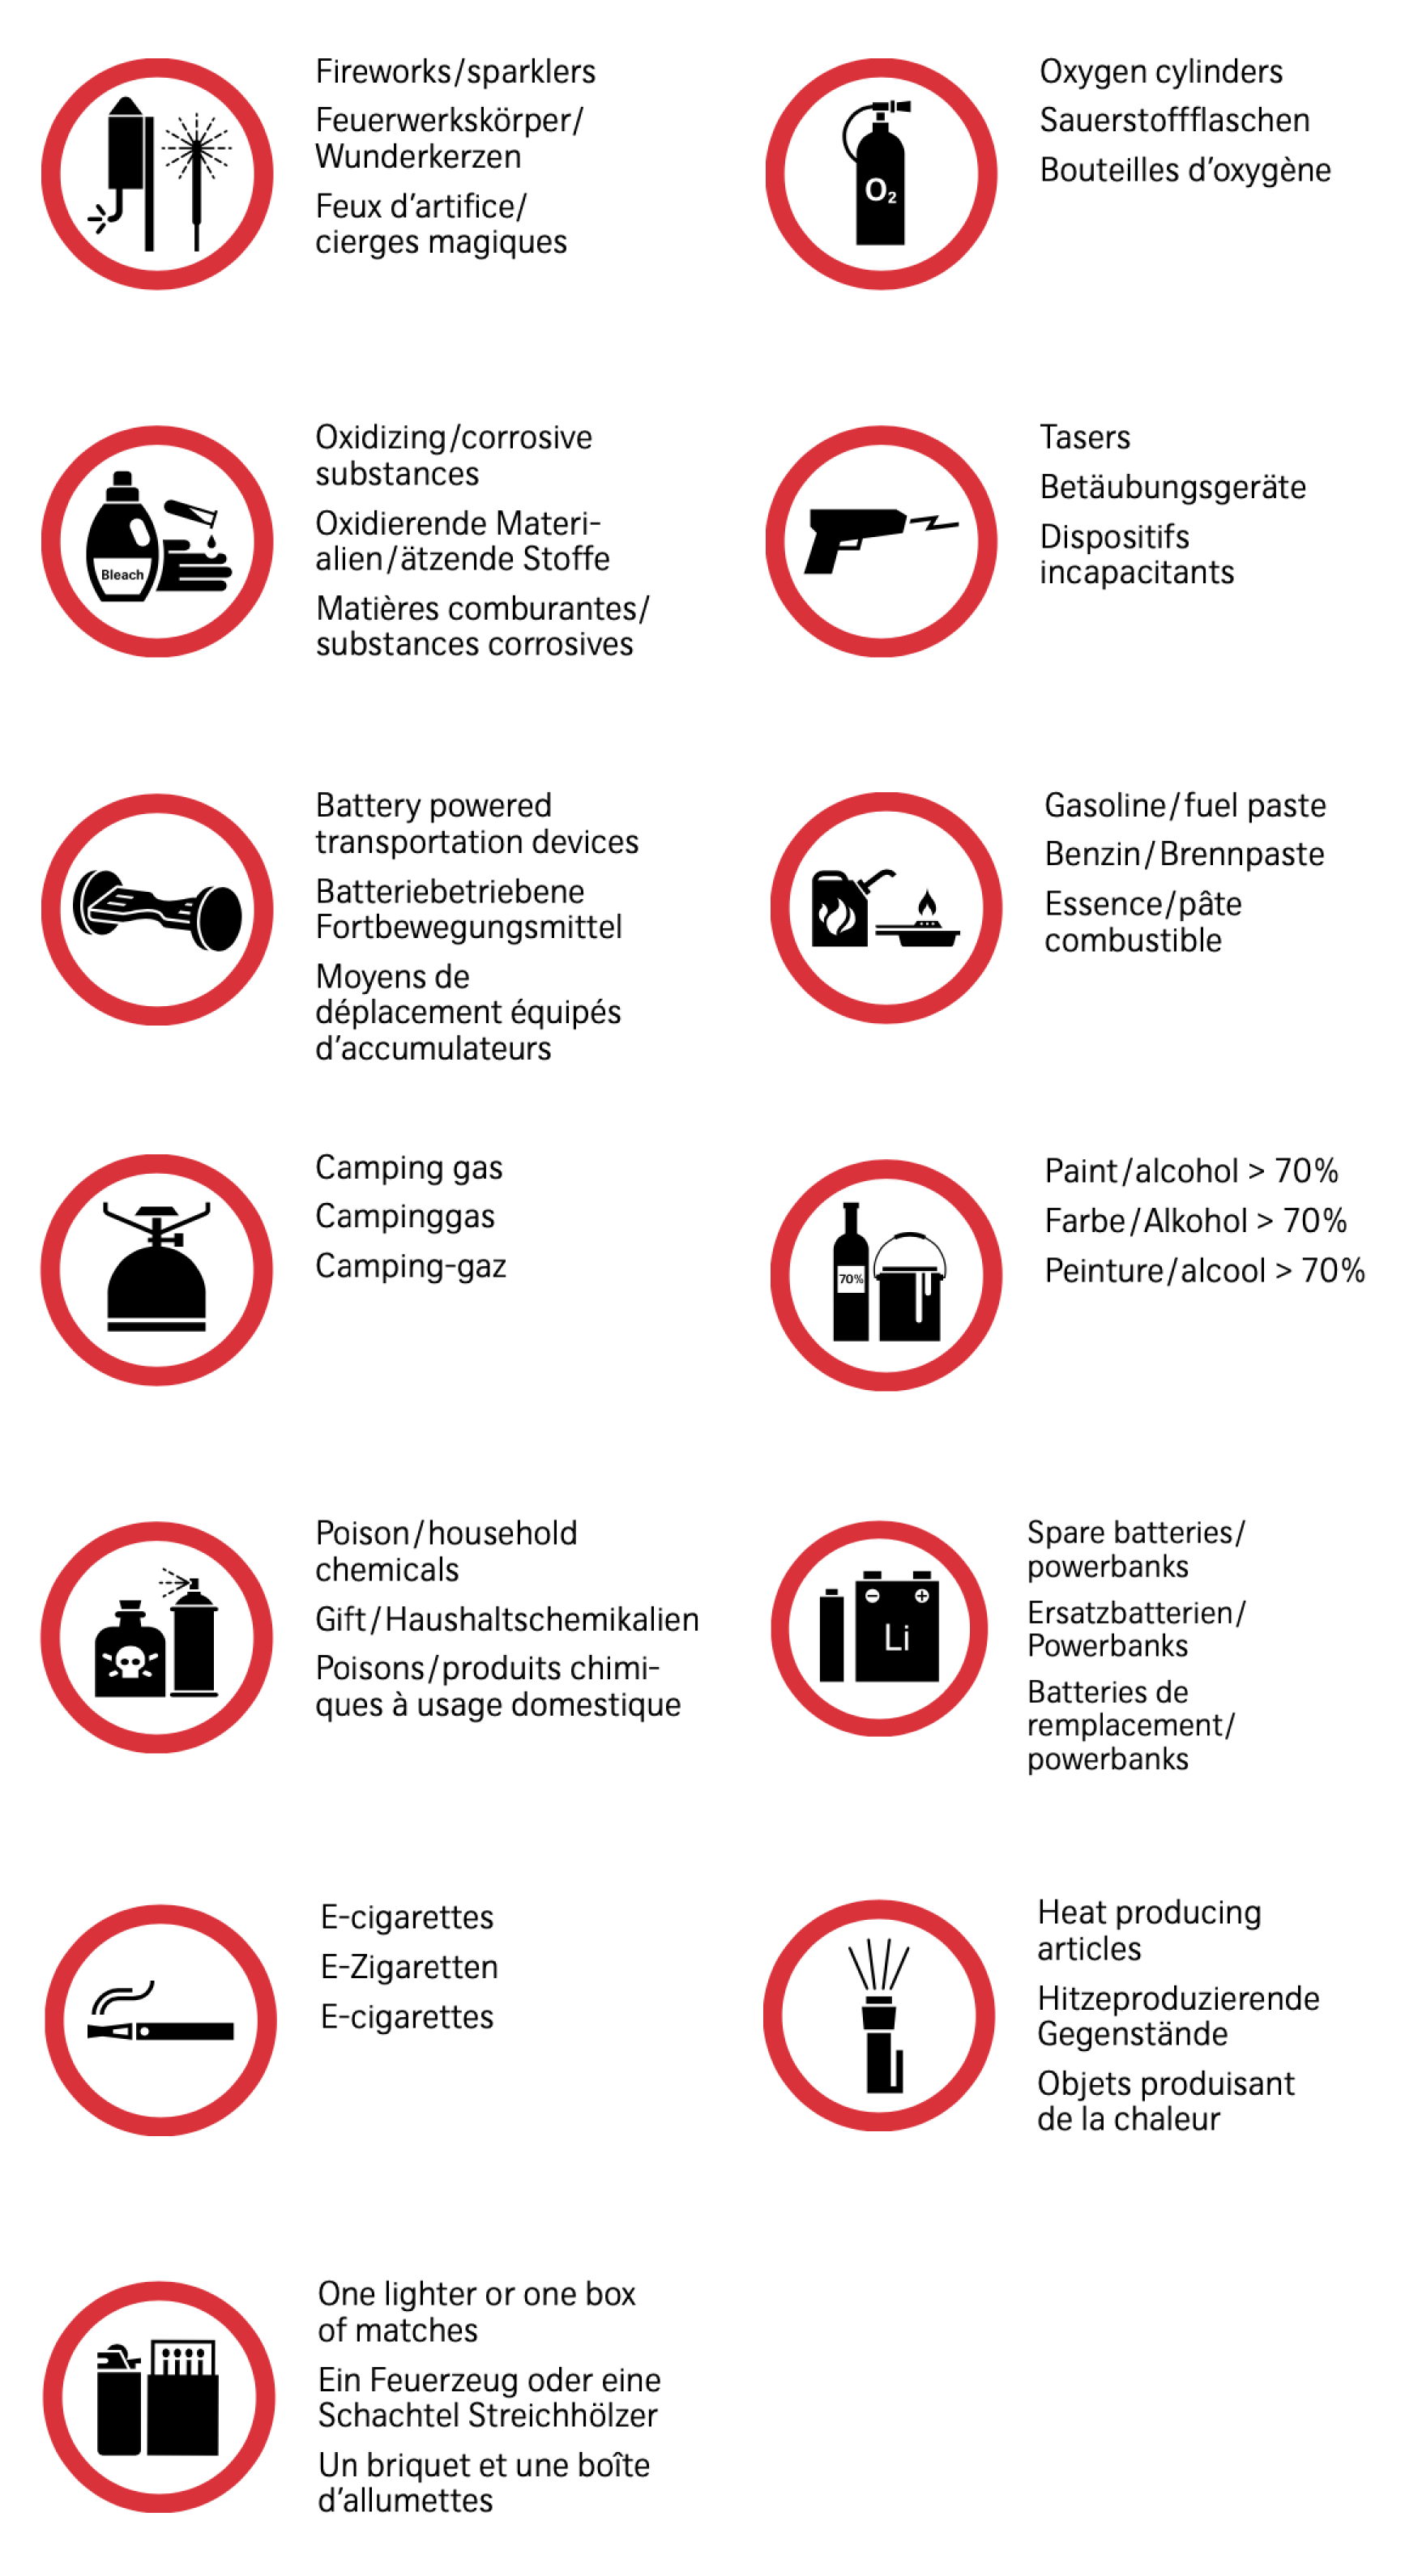 Fireworks/sparklers
Feuerwerkskörper/
Wunderkerzen
Feux d'artifice/
cierges magiques
Oxygen cylinders
Sauerstoffflaschen
Bouteilles d'oxygène
O₂
Oxidizing/corrosive
substances
Oxidierende Materi-
alien/ätzende Stoffe
Matières comburantes/
substances corrosives
Bleach
Tasers
Betäubungsgeräte
Dispositifs
incapacitants
Battery powered
transportation devices
Batteriebetriebene
Fortbewegungsmittel
Moyens de
déplacement équipés
d'accumulateurs
Gasoline/fuel paste
Benzin/Brennpaste
Essence/pâte
combustible
Camping gas
Campinggas
Camping-gaz
Paint/alcohol > 70%
Farbe/Alkohol > 70%
Peinture/alcool > 70%
70%
Poison/household
chemicals
Gift/Haushaltschemikalien
Poisons/produits chimi-
ques à usage domestique
Spare batteries/
powerbanks
Ersatzbatterien/
Powerbanks
Batteries de
remplacement/
powerbanks
Li
E-cigarettes
E-Zigaretten
E-cigarettes
Heat producing
articles
Hitzeproduzierende
Gegenstände
Objets produisant
de la chaleur
One lighter or one box
of matches
Ein Feuerzeug oder eine
Schachtel Streichhölzer
Un briquet et une boîte
d'allumettes